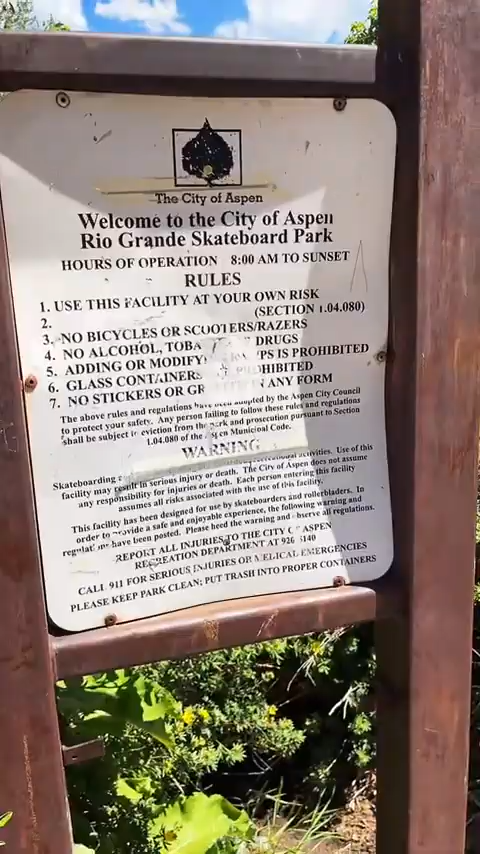 The City of Aspen
Welcome to the City of Aspen
Rio Grande Skateboard Park
HOURS OF OPERATION 8:00 AM TO SUNSET
RULES
1. USE THIS FACILITY AT YOUR OWN RISK
2. (SECTION 1.04.080)
3. NO BICYCLES OR SCOOTERS/RAZERS
4. NO ALCOHOL, DRUGS
5. ADDING OR IS PROHIBITED
6. GLASS CONTAINERS PROHIBITED
7. NO STICKERS OR IN ANY FORM
The above rules and regulations have been adopted by the Aspen City Council
to protect your safety. Any person failing to follow these rules and regulations
shall be subject to eviction from the park and prosecution pursuant to Section
1.04.080 of the Aspen Municipal Code.
WARNING
Skateboarding activities. Use of this
facility may result in serious injury or death. The City of Aspen does not assume
any responsibility for injuries or death. Each person entering this facility
assumes all risks associated with the use of this facility.
This facility has been designed for use by skateboarders and rollerbladers. In
order to provide a safe and enjoyable experience, the following warning and
regulations have been posted. Please heed the warning and observe all regulations.
REPORT ALL INJURIES TO THE CITY OF ASPEN
RECREATION DEPARTMENT AT 920 5140
CALL 911 FOR SERIOUS INJURIES OR MEDICAL EMERGENCIES
PLEASE KEEP PARK CLEAN; PUT TRASH INTO PROPER CONTAINERS